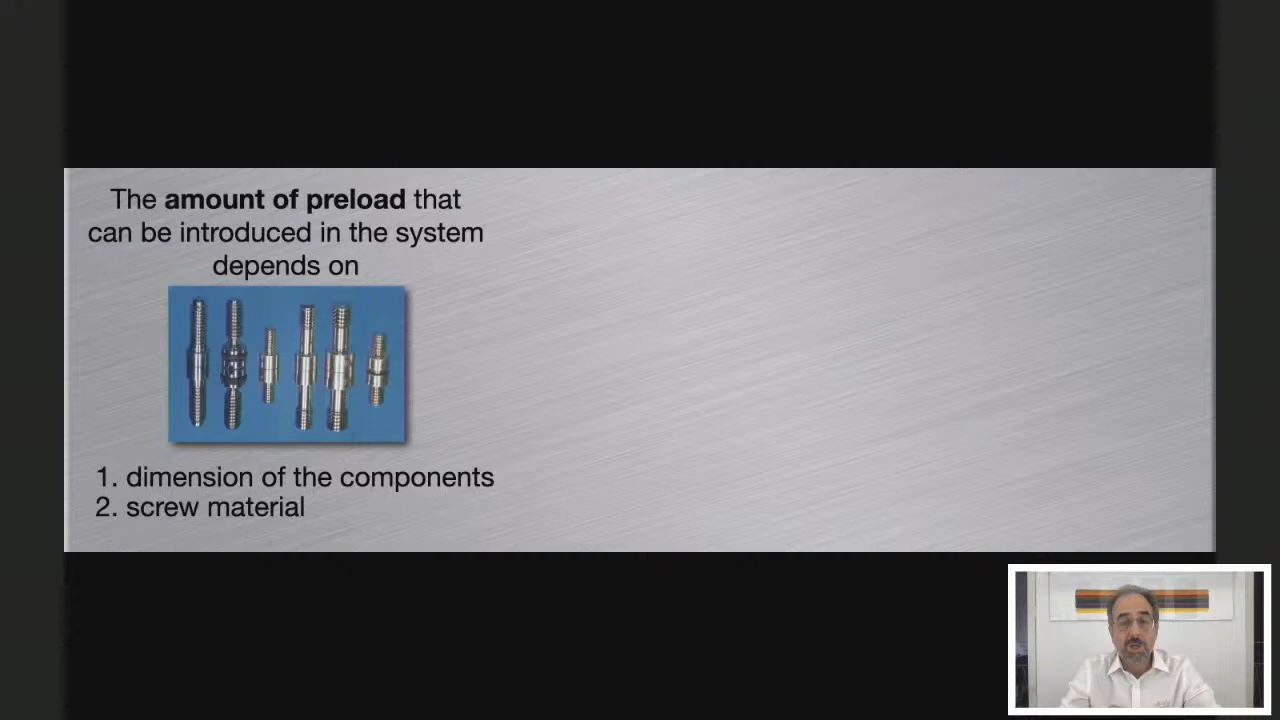 The amount of preload that
can be introduced in the system
depends on
1. dimension of the components
2. screw material